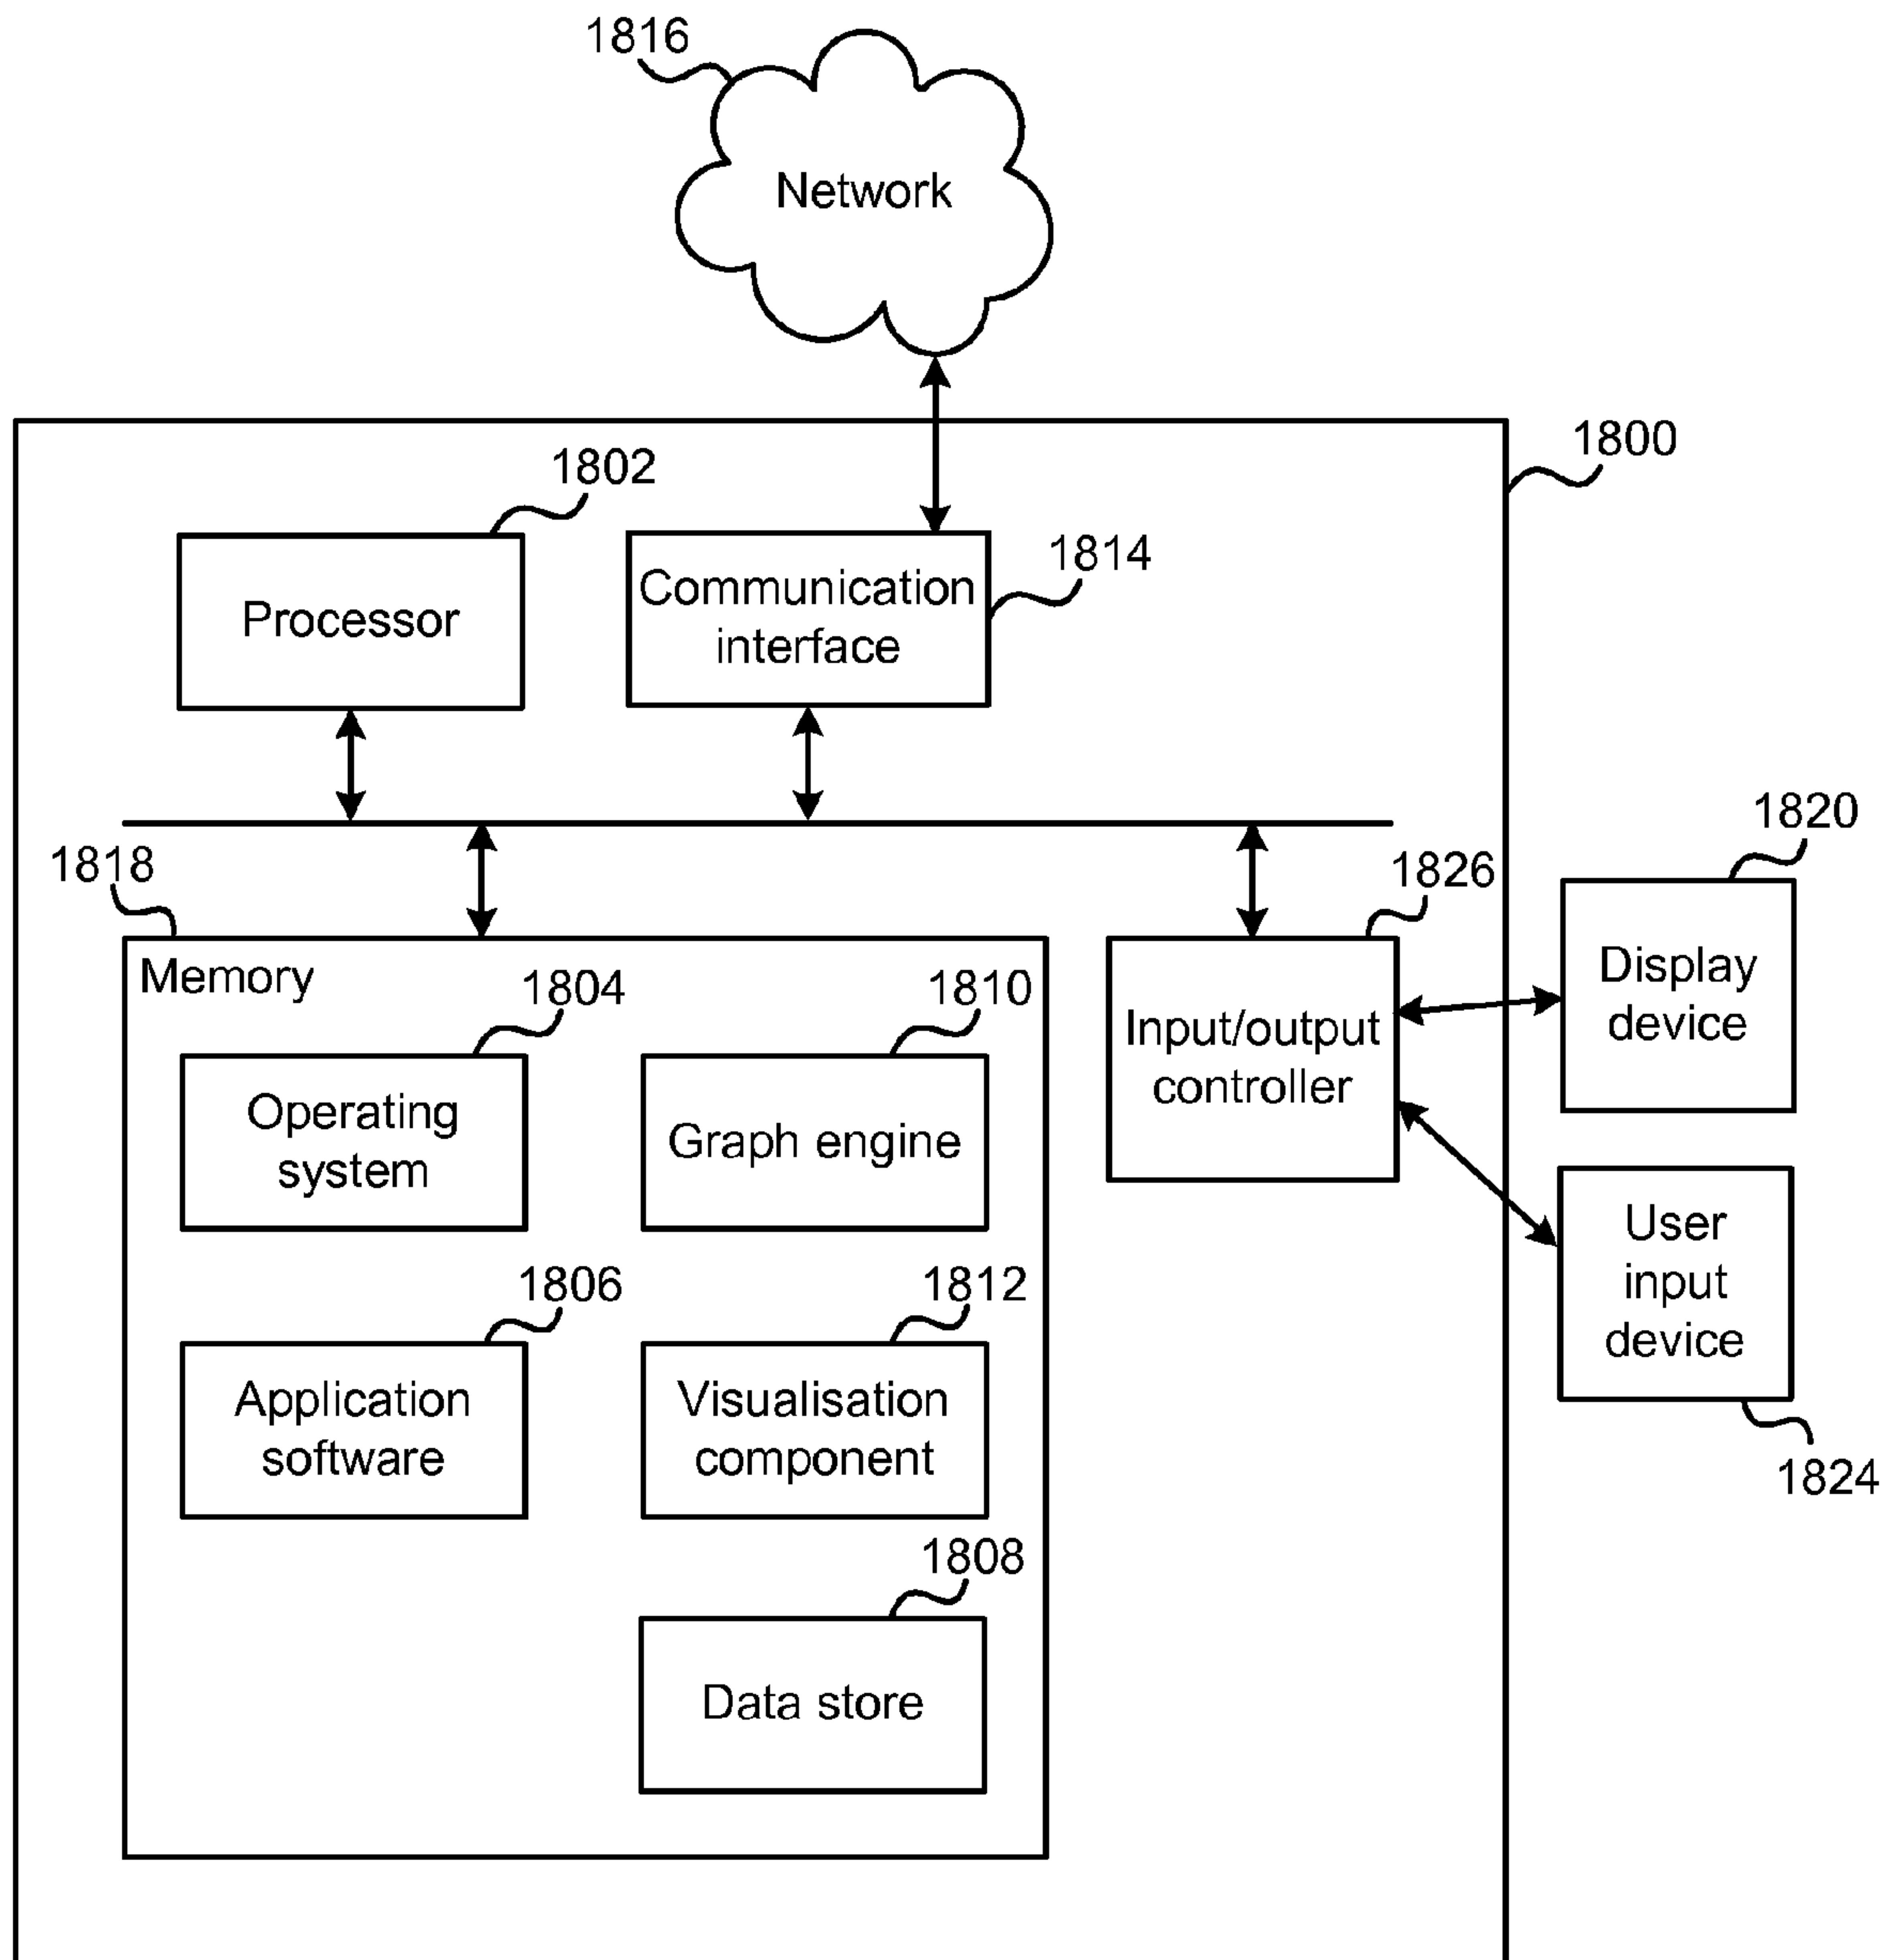 1816
Network
1800
1802
1814
Processor
Communication
interface
1818
1826
1820
Memory
1804
1810
Operating
system
Graph engine
Input/output
controller
Display
device
1806
1812
Application
software
Visualisation
component
User
input
device
1824
1808
Data store